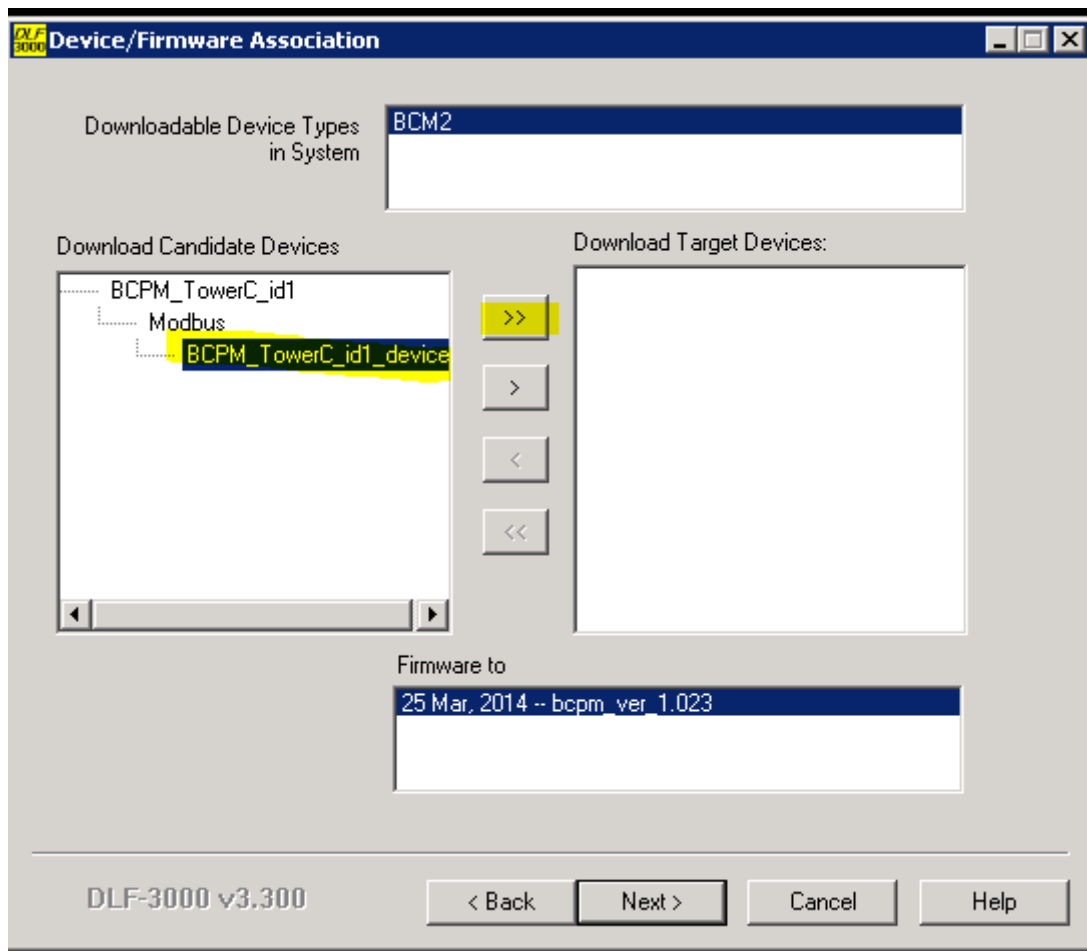 DLF
3000 Device/Firmware Association
Downloadable Device Types
in System
BCM2
Download Candidate Devices
Download Target Devices:
BCPM_TowerC_id1
Modbus
BCPM_TowerC_id1_device
>>
>
<
<<
Firmware to
25 Mar, 2014 -- bcpm_ver_1.023
DLF-3000 v3.300
< Back
Next >
Cancel
Help